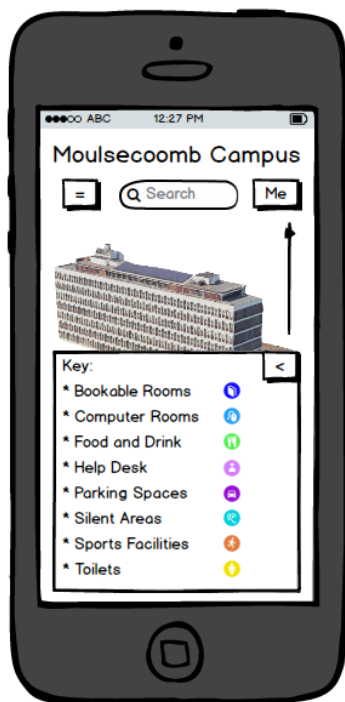 ABC 12:27 PM
Moulsecoomb Campus
= Search Me
Key: <
* Bookable Rooms
* Computer Rooms
* Food and Drink
* Help Desk
* Parking Spaces
* Silent Areas
* Sports Facilities
* Toilets